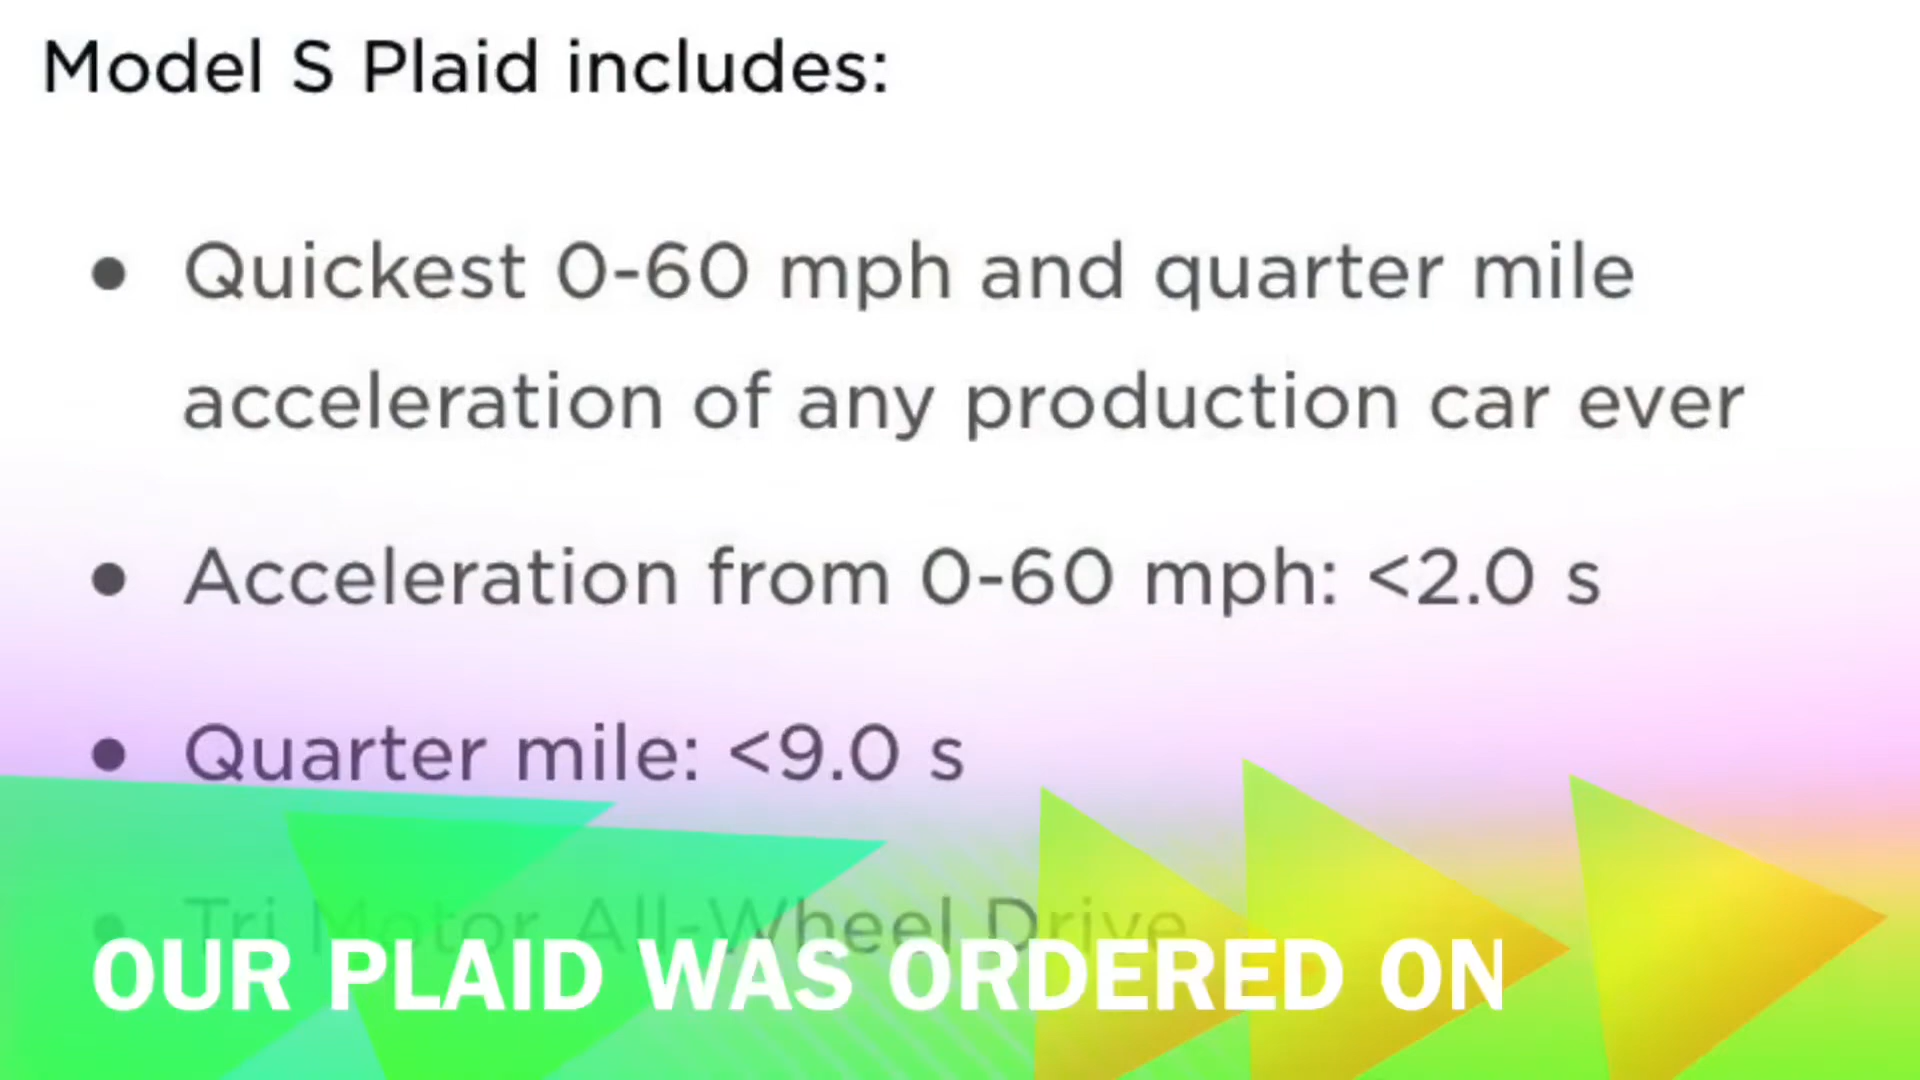 Model S Plaid includes:
• Quickest 0-60 mph and quarter mile
acceleration of any production car ever
• Acceleration from 0-60 mph: <2.0 s
• Quarter mile: <9.0 s
• Tri Motor All-Wheel Drive
OUR PLAID WAS ORDERED ON